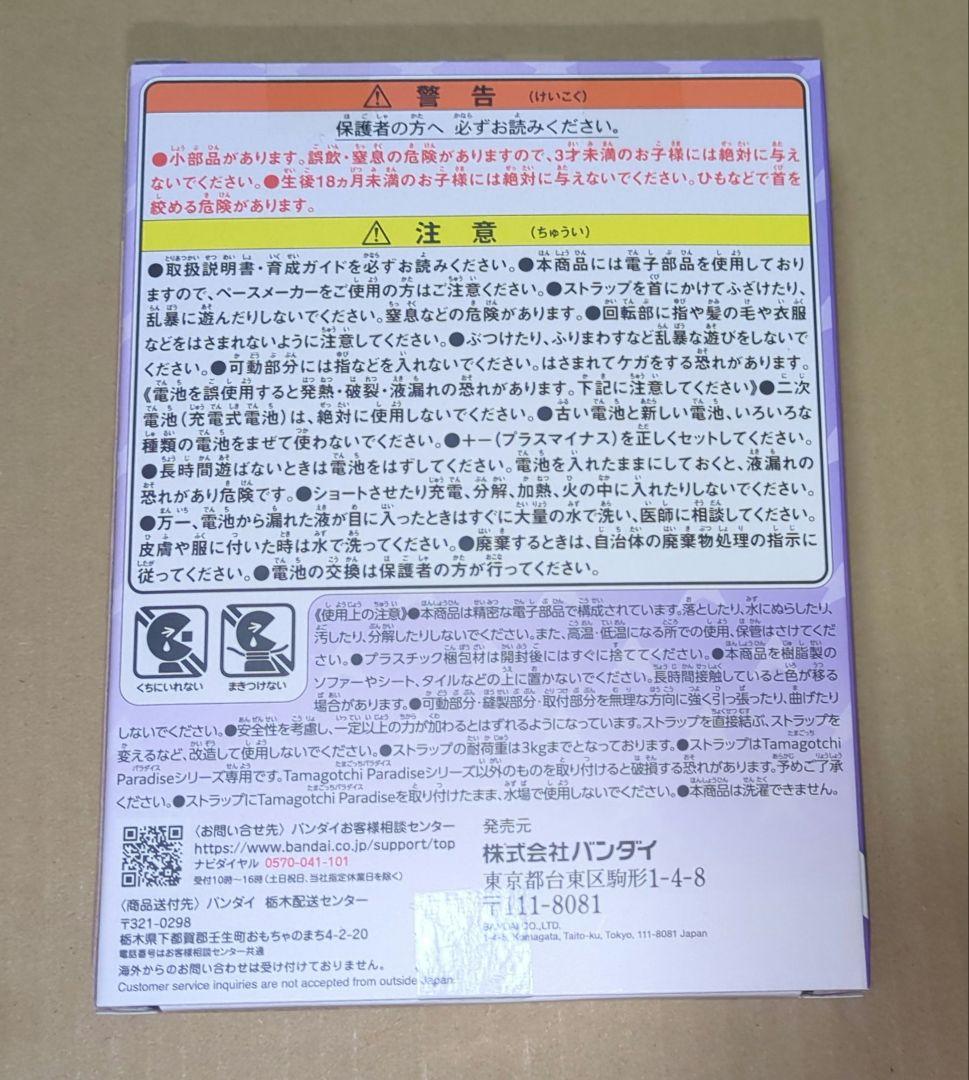 警告 (けいこく)
保護者の方へ 必ずお読みください。
●小部品があります。誤飲・窒息の危険がありますので、3才未満のお子様には絶対に与え
ないでください。●生後18ヵ月未満のお子様には絶対に与えないでください。ひもなどで首を
絞める危険があります。
注意 (ちゅうい)
●取扱説明書・育成ガイドを必ずお読みください。●本商品には電子部品を使用しており
ますので、ペースメーカーをご使用の方はご注意ください。●ストラップを首にかけてふざけたり、
乱暴に遊んだりしないでください。窒息などの危険があります。●回転部に指や髪の毛や衣服
などをはさまれないように注意してください。●ぶつけたり、ふりまわすなど乱暴な遊びをしないで
ください。●可動部分には指などを入れないでください。はさまれてケガをする恐れがあります。
《電池を誤使用すると発熱・破裂・液漏れの恐れがあります。下記に注意してください》●二次
電池(充電式電池)は、絶対に使用しないでください。●古い電池と新しい電池、いろいろな
種類の電池をまぜて使わないでください。●+−(プラスマイナス)を正しくセットしてください。
●長時間遊ばないときは電池をはずしてください。電池を入れたままにしておくと、液漏れの
恐れがあり危険です。●ショートさせたり充電、分解、加熱、火の中に入れたりしないでください。
●万一、電池から漏れた液が目に入ったときはすぐに大量の水で洗い、医師に相談してください。
皮膚や服に付いた時は水で洗ってください。●廃棄するときは、自治体の廃棄物処理の指示に
従ってください。●電池の交換は保護者の方が行ってください。
くちにいれない
まきつけない
《使用上の注意》●本商品は精密な電子部品で構成されています。落としたり、水にぬらしたり、
汚したり、分解したりしないでください。また、高温・低温になる所での使用、保管はさけてくだ
さい。●プラスチック梱包材は開封後にはすぐに捨ててください。●本商品を樹脂製の
ソファーやシート、タイルなどの上に置かないでください。長時間接触していると色が移る
場合があります。●可動部分・縫製部分・取付部分を無理な方向に強く引っ張ったり、曲げたり
しないでください。●安全性を考慮し、一定以上の力が加わるとはずれるようになっています。ストラップを直接結ぶ、ストラップを
変えるなど、改造して使用しないでください。●ストラップの耐荷重は3kgまでとなっております。●ストラップはTamagotchi
Paradiseシリーズ専用です。Tamagotchi Paradiseシリーズ以外のものを取り付けると破損する恐れがあります。予めご了承
ください。●ストラップにTamagotchi Paradiseを取り付けたまま、水場で使用しないでください。●本商品は洗濯できません。
〈お問い合せ先〉バンダイお客様相談センター
https://www.bandai.co.jp/support/top
ナビダイヤル 0570-041-101
受付10時〜16時(土日祝日、当社指定休業日を除く)
〈商品送付先〉バンダイ 栃木配送センター
〒321-0298
栃木県下都賀郡壬生町おもちゃのまち4-2-20
電話番号はお客様相談センター共通
海外からのお問い合わせは受け付けておりません。
Customer service inquiries are not accepted from outside Japan.
発売元
株式会社バンダイ
東京都台東区駒形1-4-8
〒111-8081
BANDAI CO.,LTD.
1-4-8, Komagata, Taito-ku, Tokyo, 111-8081 Japan